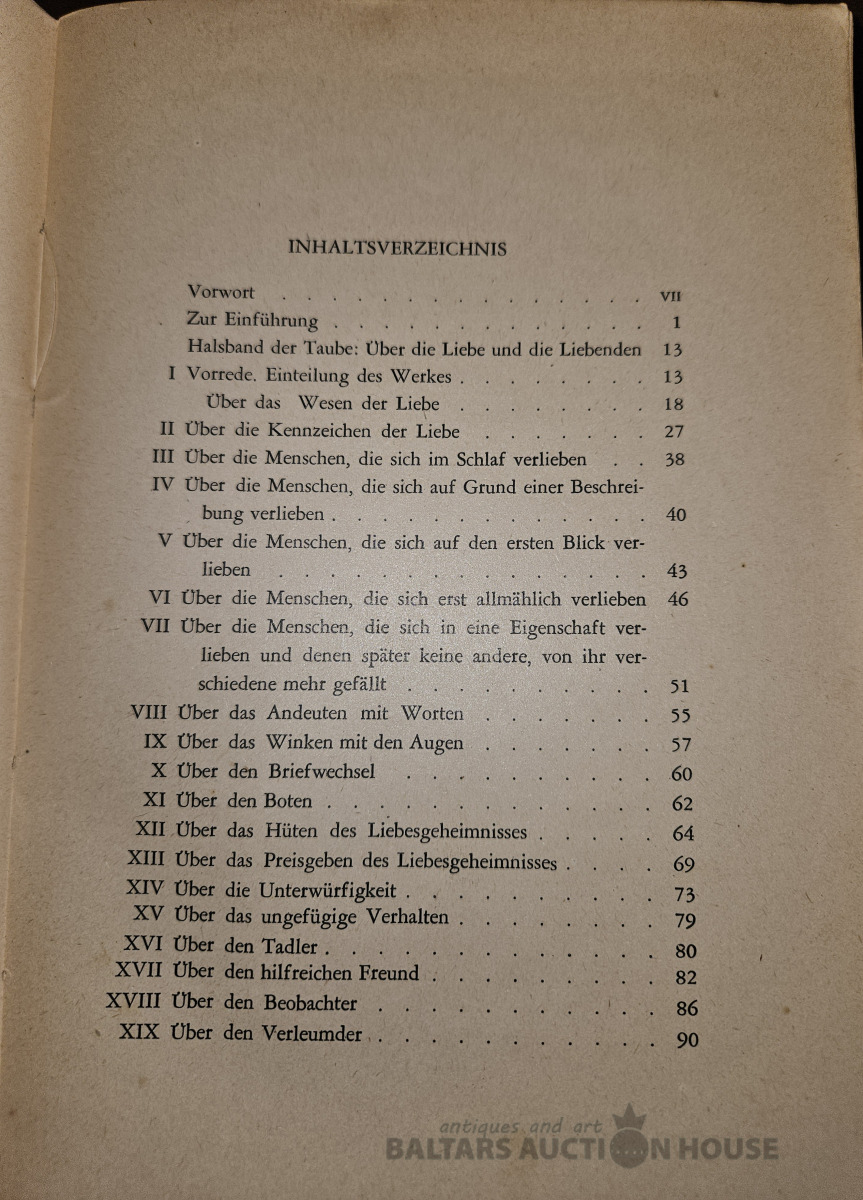 INHALTSVERZEICHNIS
Vorwort . . . . . . . . . . . . . . . . VII
Zur Einführung . . . . . . . . . . . . . 1
Halsband der Taube: Über die Liebe und die Liebenden 13
I Vorrede. Einteilung des Werkes . . . . . . . . 13
Über das Wesen der Liebe . . . . . . . . 18
II Über die Kennzeichen der Liebe . . . . . . . 27
III Über die Menschen, die sich im Schlaf verlieben . . 38
IV Über die Menschen, die sich auf Grund einer Beschrei-
bung verlieben . . . . . . . . . . . . . 40
V Über die Menschen, die sich auf den ersten Blick ver-
lieben . . . . . . . . . . . . . . . 43
VI Über die Menschen, die sich erst allmählich verlieben 46
VII Über die Menschen, die sich in eine Eigenschaft ver-
lieben und denen später keine andere, von ihr ver-
schiedene mehr gefällt . . . . . . . . . . 51
VIII Über das Andeuten mit Worten . . . . . . . 55
IX Über das Winken mit den Augen . . . . . . . 57
X Über den Briefwechsel . . . . . . . . . . 60
XI Über den Boten . . . . . . . . . . . . . 62
XII Über das Hüten des Liebesgeheimnisses . . . . . 64
XIII Über das Preisgeben des Liebesgeheimnisses . . . . 69
XIV Über die Unterwürfigkeit . . . . . . . . . . 73
XV Über das ungefügige Verhalten . . . . . . . . 79
XVI Über den Tadler . . . . . . . . . . . . . 80
XVII Über den hilfreichen Freund . . . . . . . . . 82
XVIII Über den Beobachter . . . . . . . . . . . 86
XIX Über den Verleumder . . . . . . . . . . . 90
antiques and art
BALTARS AUCTION HOUSE